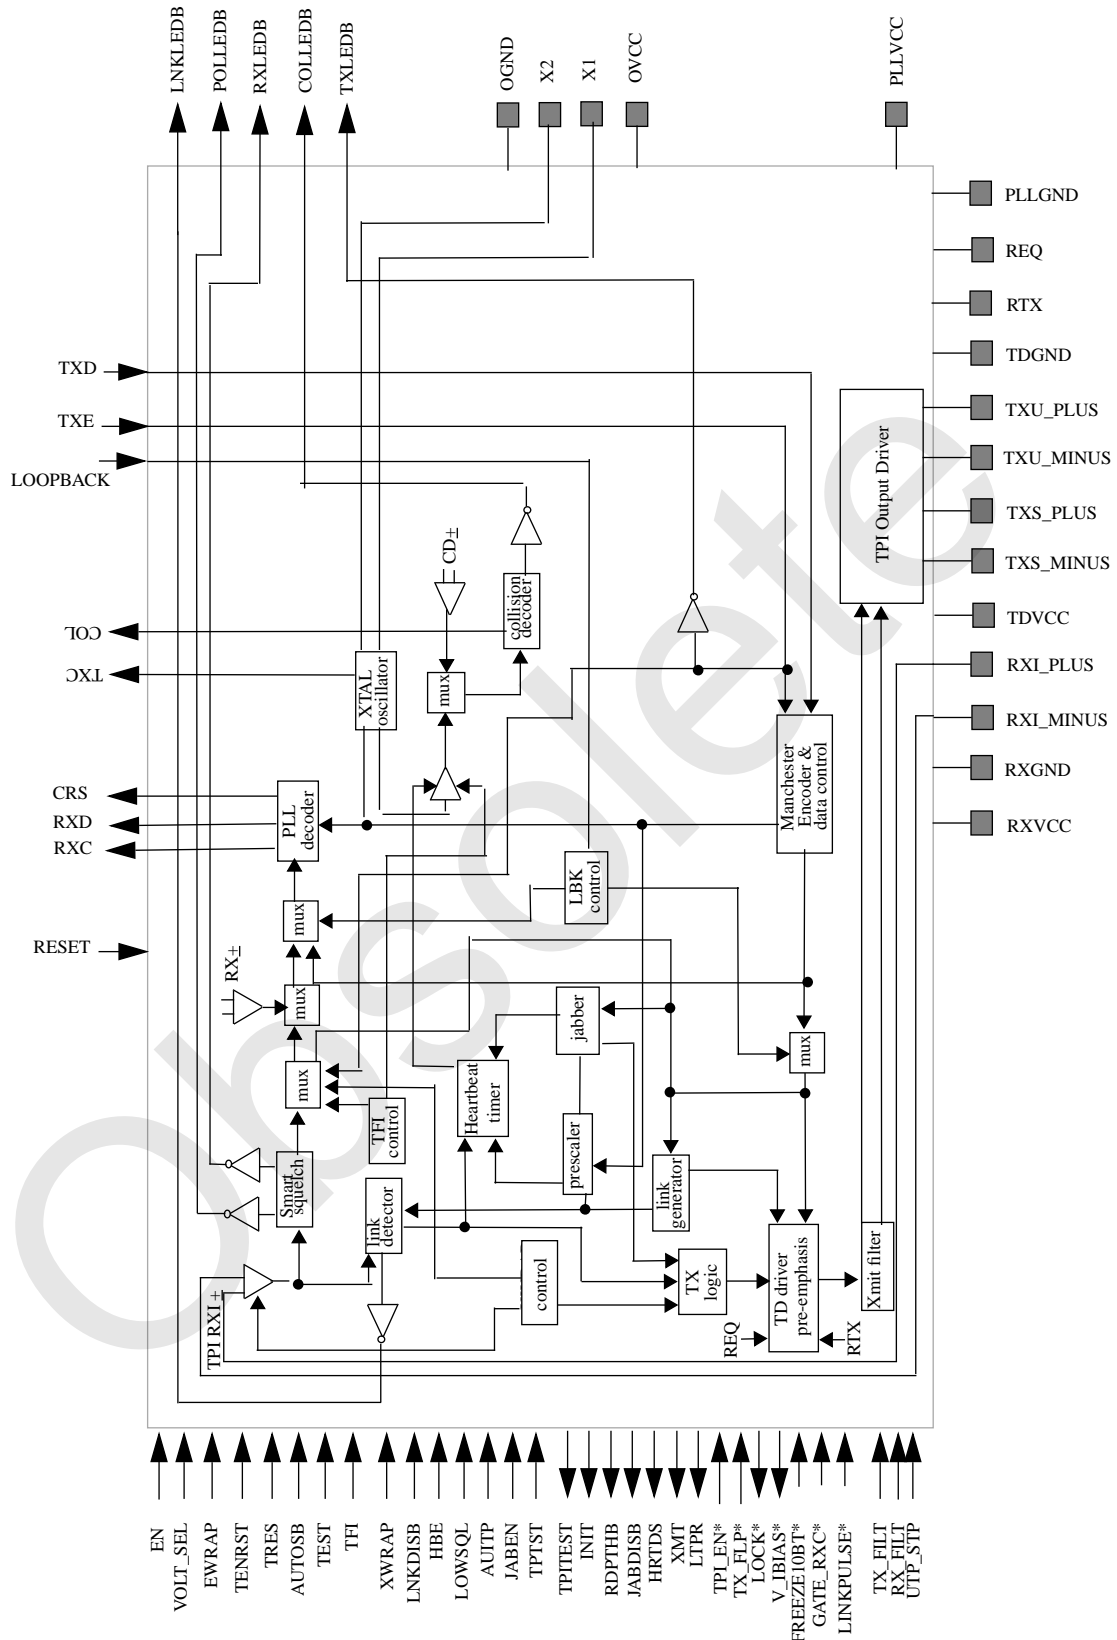 LNKLEDB
POLLEDB
RXLEDB
COLLEDB
TXLEDB
OGND
X2
X1
OVCC
PLLVCC
PLLGND
REQ
RTX
TDGND
TXU_PLUS
TXU_MINUS
TXS_PLUS
TXS_MINUS
TDVCC
RXI_PLUS
RXI_MINUS
RXGND
RXVCC
TXD
TXE
LOOPBACK
COL
TXC
CRS
RXD
RXC
RESET
TPI Output Driver
CD±
collision
decoder
mux
XTAL
oscillator
PLL
decoder
Manchester
Encoder &
data control
LBK
control
mux
RX±
mux
mux
mux
jabber
Heartbeat
timer
TFI
control
prescaler
Smart
squelch
link
detector
link
generator
control
TX
logic
TD driver
pre-emphasis
Xmit filter
TPI RXI ±
REQ
RTX
EN
VOLT_SEL
EWRAP
TENRST
TRES
AUTOSB
TEST
TFI
XWRAP
LNKDISB
HBE
LOWSQL
AUITP
JABEN
TPTST
TPITEST
INIT
RDPTHB
JABDISB
HRTDS
XMT
LTPR
TPI_EN*
TX_FLP*
LOCK*
V_IBIAS*
FREEZE10BT*
GATE_RXC*
LINKPULSE*
TX_FILT
RX_FILT
UTP_STP
Obsolete